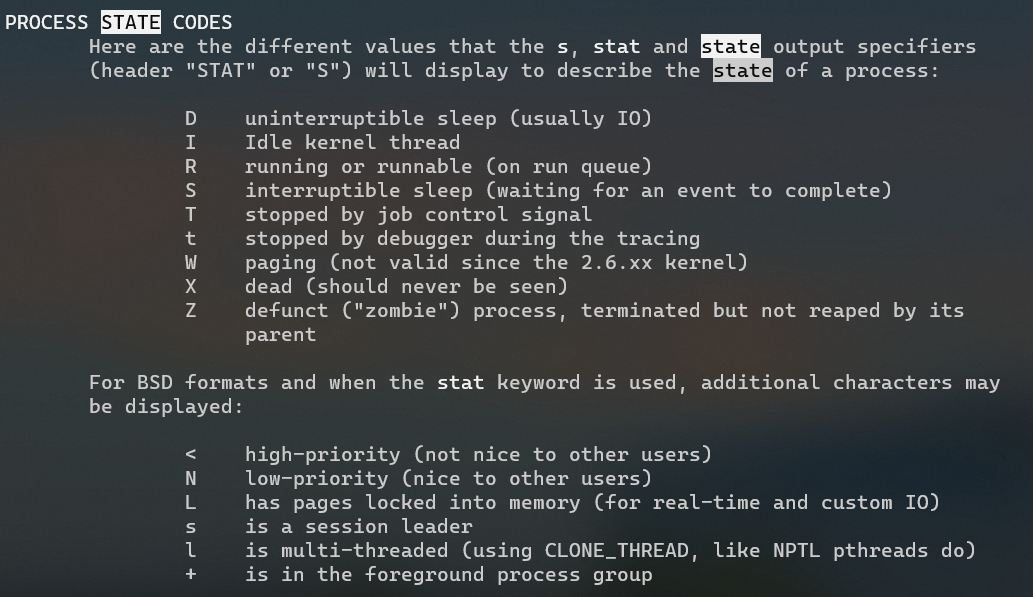 PROCESS STATE CODES
Here are the different values that the s, stat and state output specifiers
(header "STAT" or "S") will display to describe the state of a process:
D    uninterruptible sleep (usually IO)
I    Idle kernel thread
R    running or runnable (on run queue)
S    interruptible sleep (waiting for an event to complete)
T    stopped by job control signal
t    stopped by debugger during the tracing
W    paging (not valid since the 2.6.xx kernel)
X    dead (should never be seen)
Z    defunct ("zombie") process, terminated but not reaped by its
parent
For BSD formats and when the stat keyword is used, additional characters may
be displayed:
<    high-priority (not nice to other users)
N    low-priority (nice to other users)
L    has pages locked into memory (for real-time and custom IO)
s    is a session leader
l    is multi-threaded (using CLONE_THREAD, like NPTL pthreads do)
+    is in the foreground process group